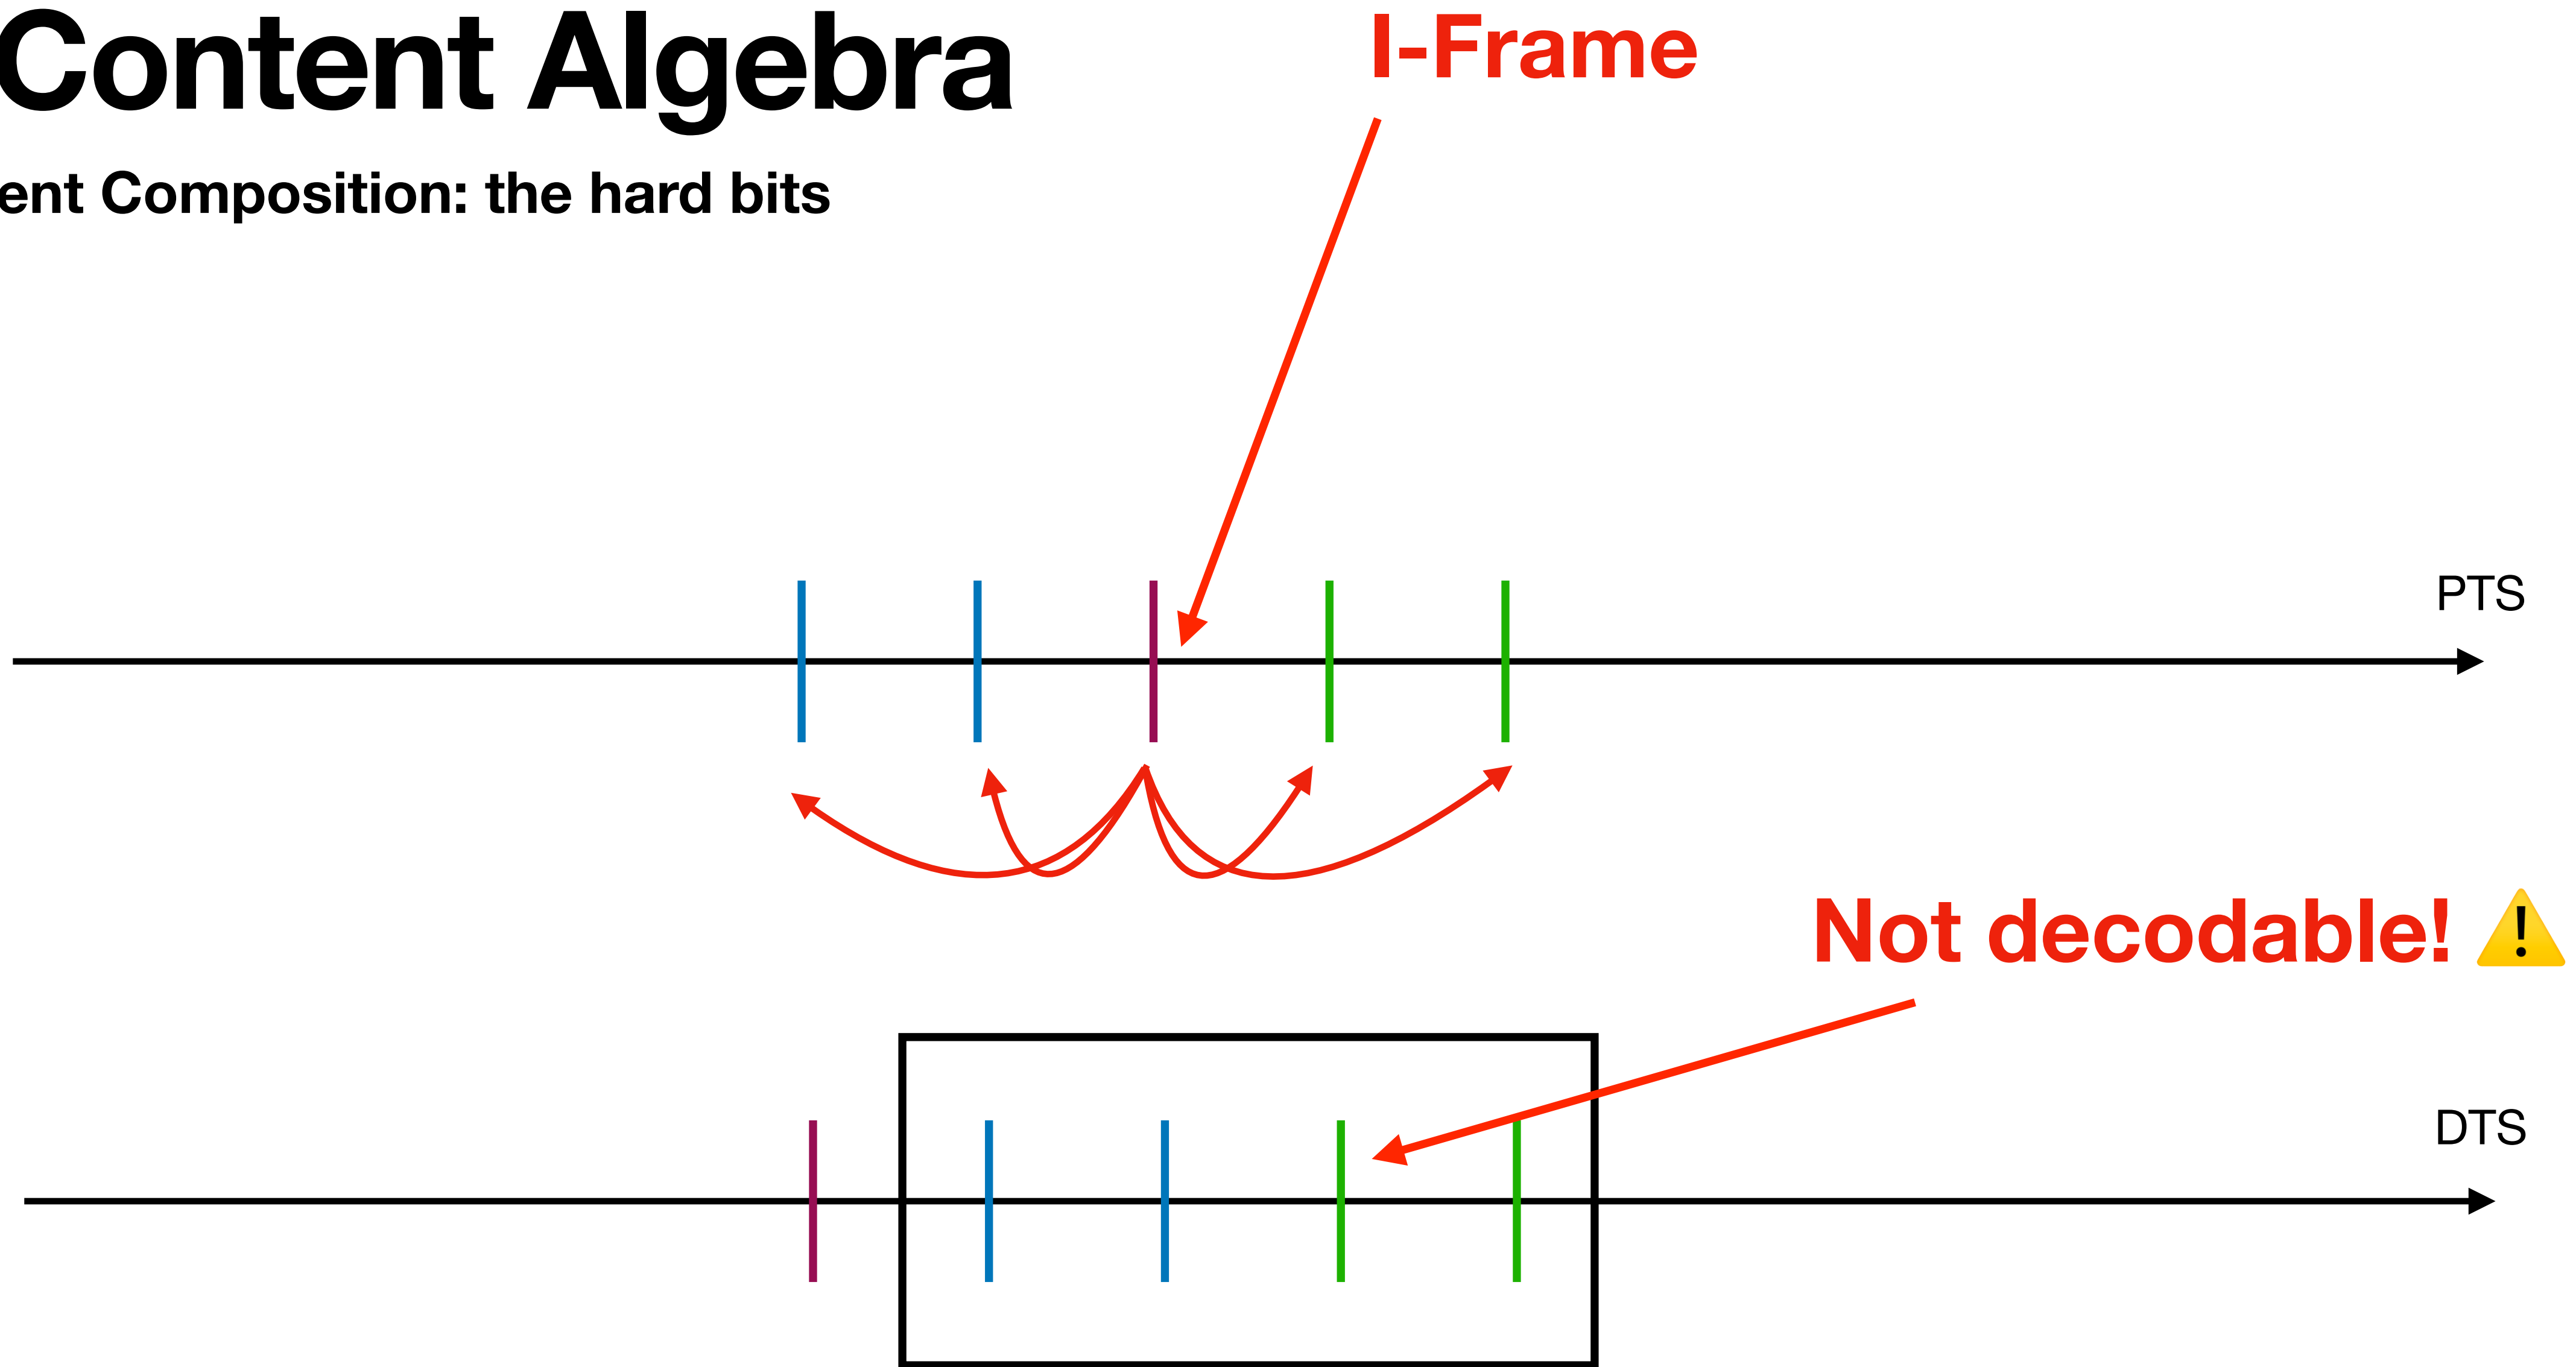 Content Algebra
I-Frame
ent Composition: the hard bits
PTS
Not decodable! ⚠️
DTS